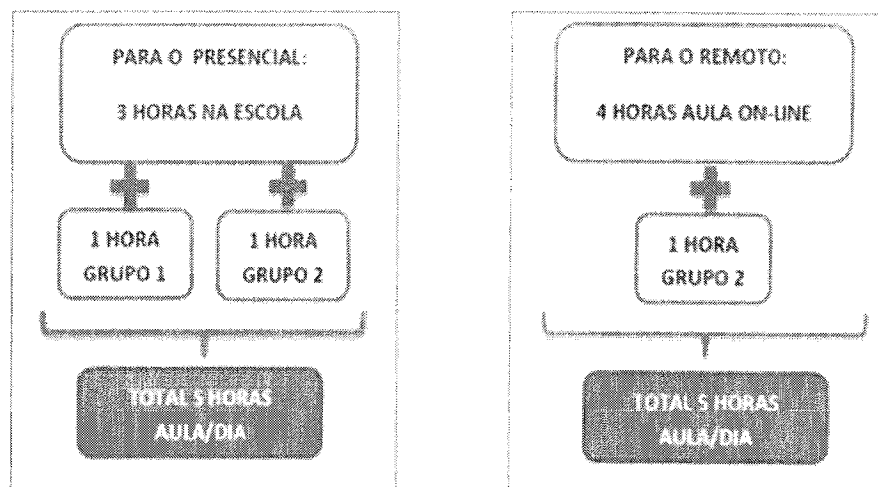 PARA O PRESENCIAL:
3 HORAS NA ESCOLA
1 HORA
GRUPO 1
1 HORA
GRUPO 2
TOTAL 5 HORAS
AULA/DIA
PARA O REMOTO:
4 HORAS AULA ON-LINE
1 HORA
GRUPO 2
TOTAL 5 HORAS
AULA/DIA